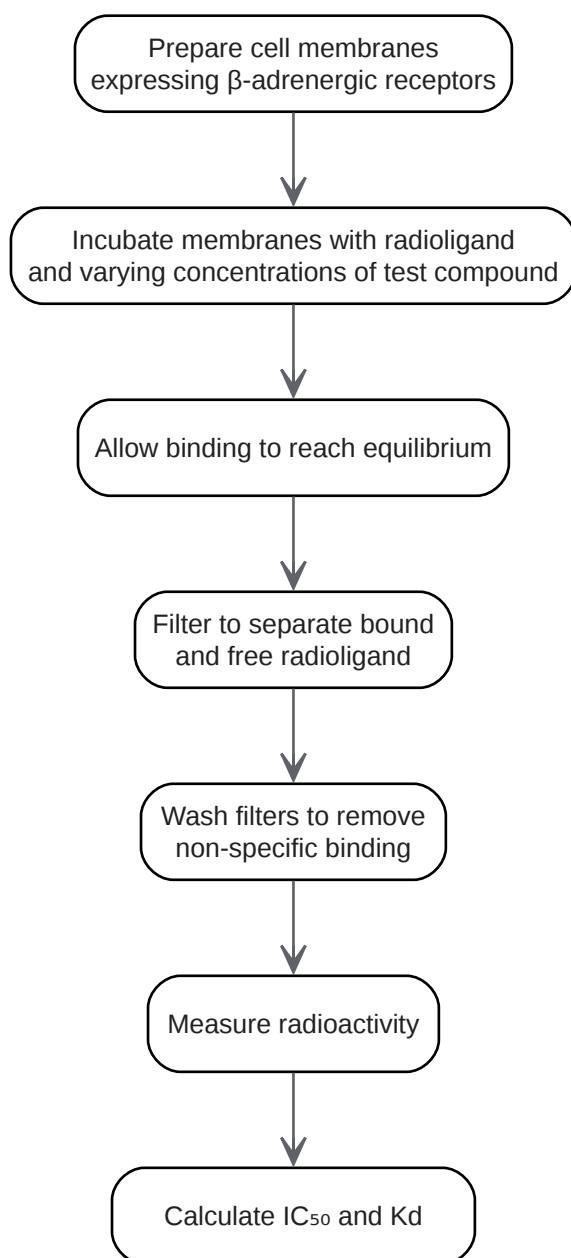 Prepare cell membranes
expressing β-adrenergic receptors
Incubate membranes with radioligand
and varying concentrations of test compound
Allow binding to reach equilibrium
Filter to separate bound
and free radioligand
Wash filters to remove
non-specific binding
Measure radioactivity
Calculate IC₅₀ and Kd